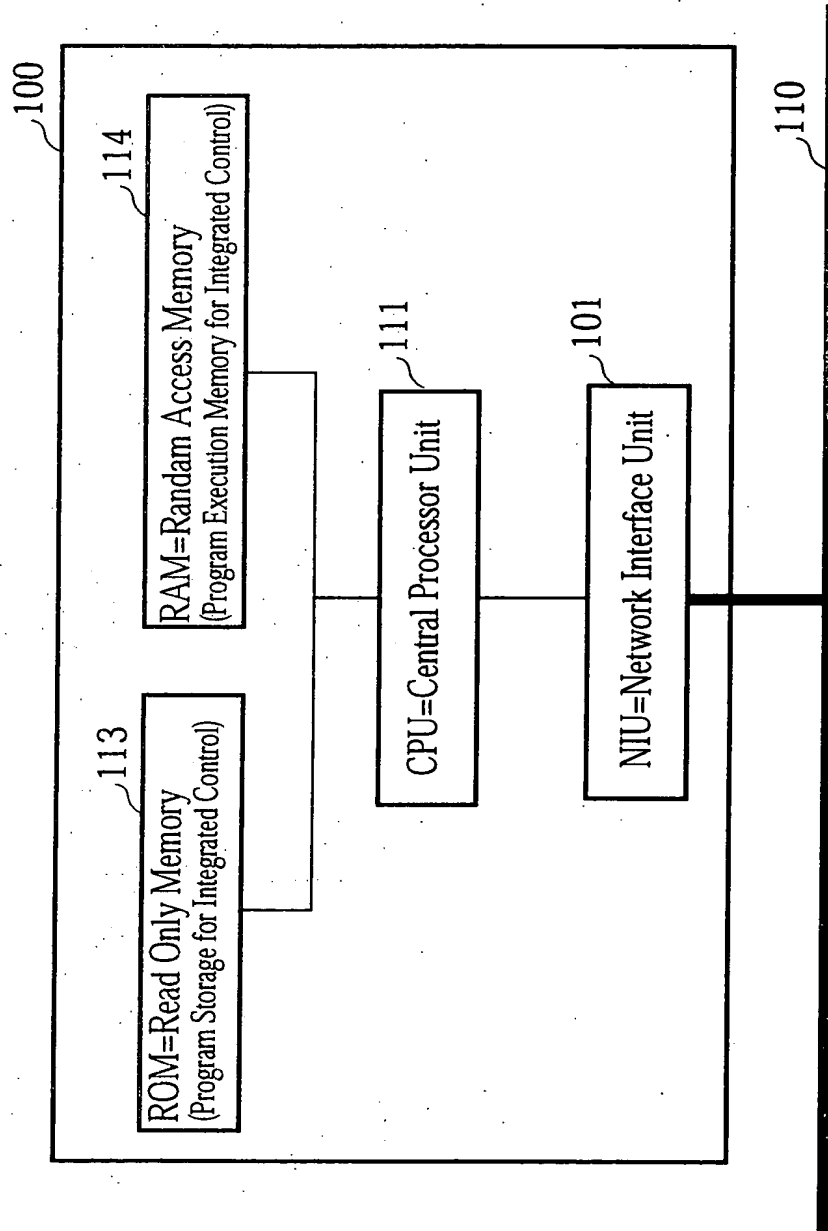 100
113
ROM=Read Only Memory
(Program Storage for Integrated Control)
114
RAM=Randam Access Memory
(Program Execution Memory for Integrated Control)
111
CPU=Central Processor Unit
101
NIU=Network Interface Unit
110